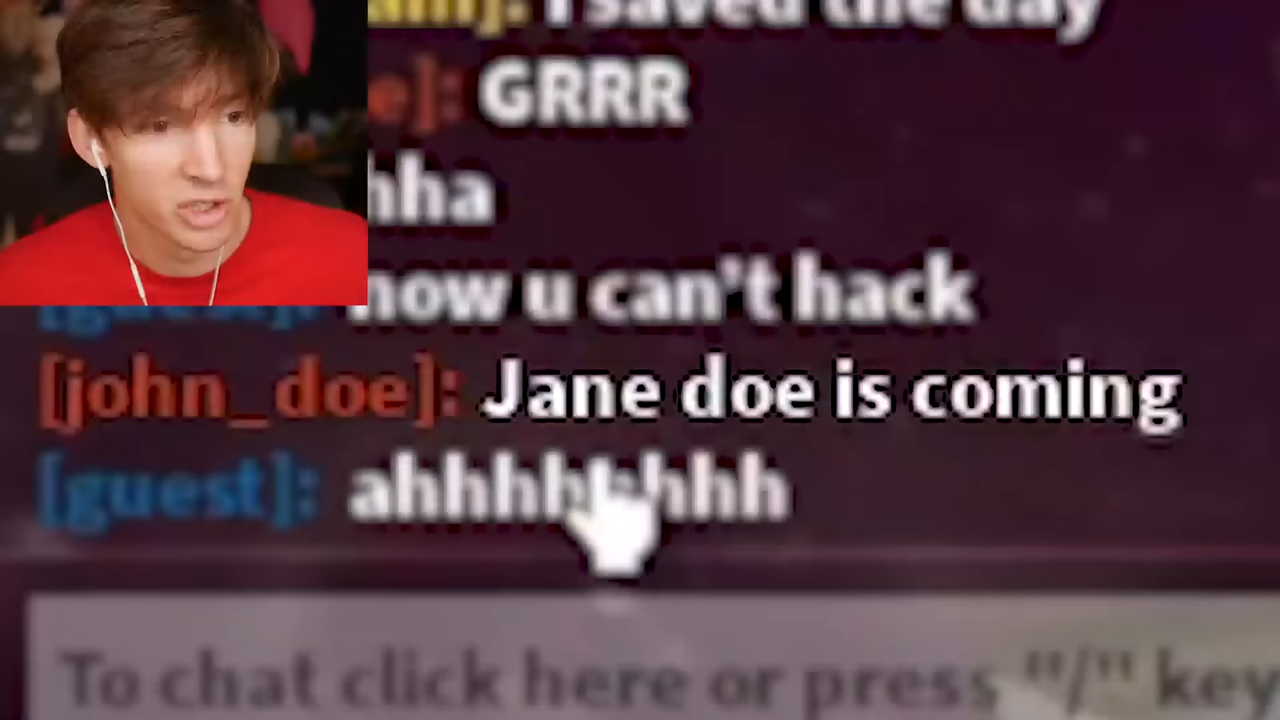 I saved the day
GRRR
now u can't hack
[john_doe]: Jane doe is coming
[guest]: ahhhhhhhh
To chat click here or press "/" key